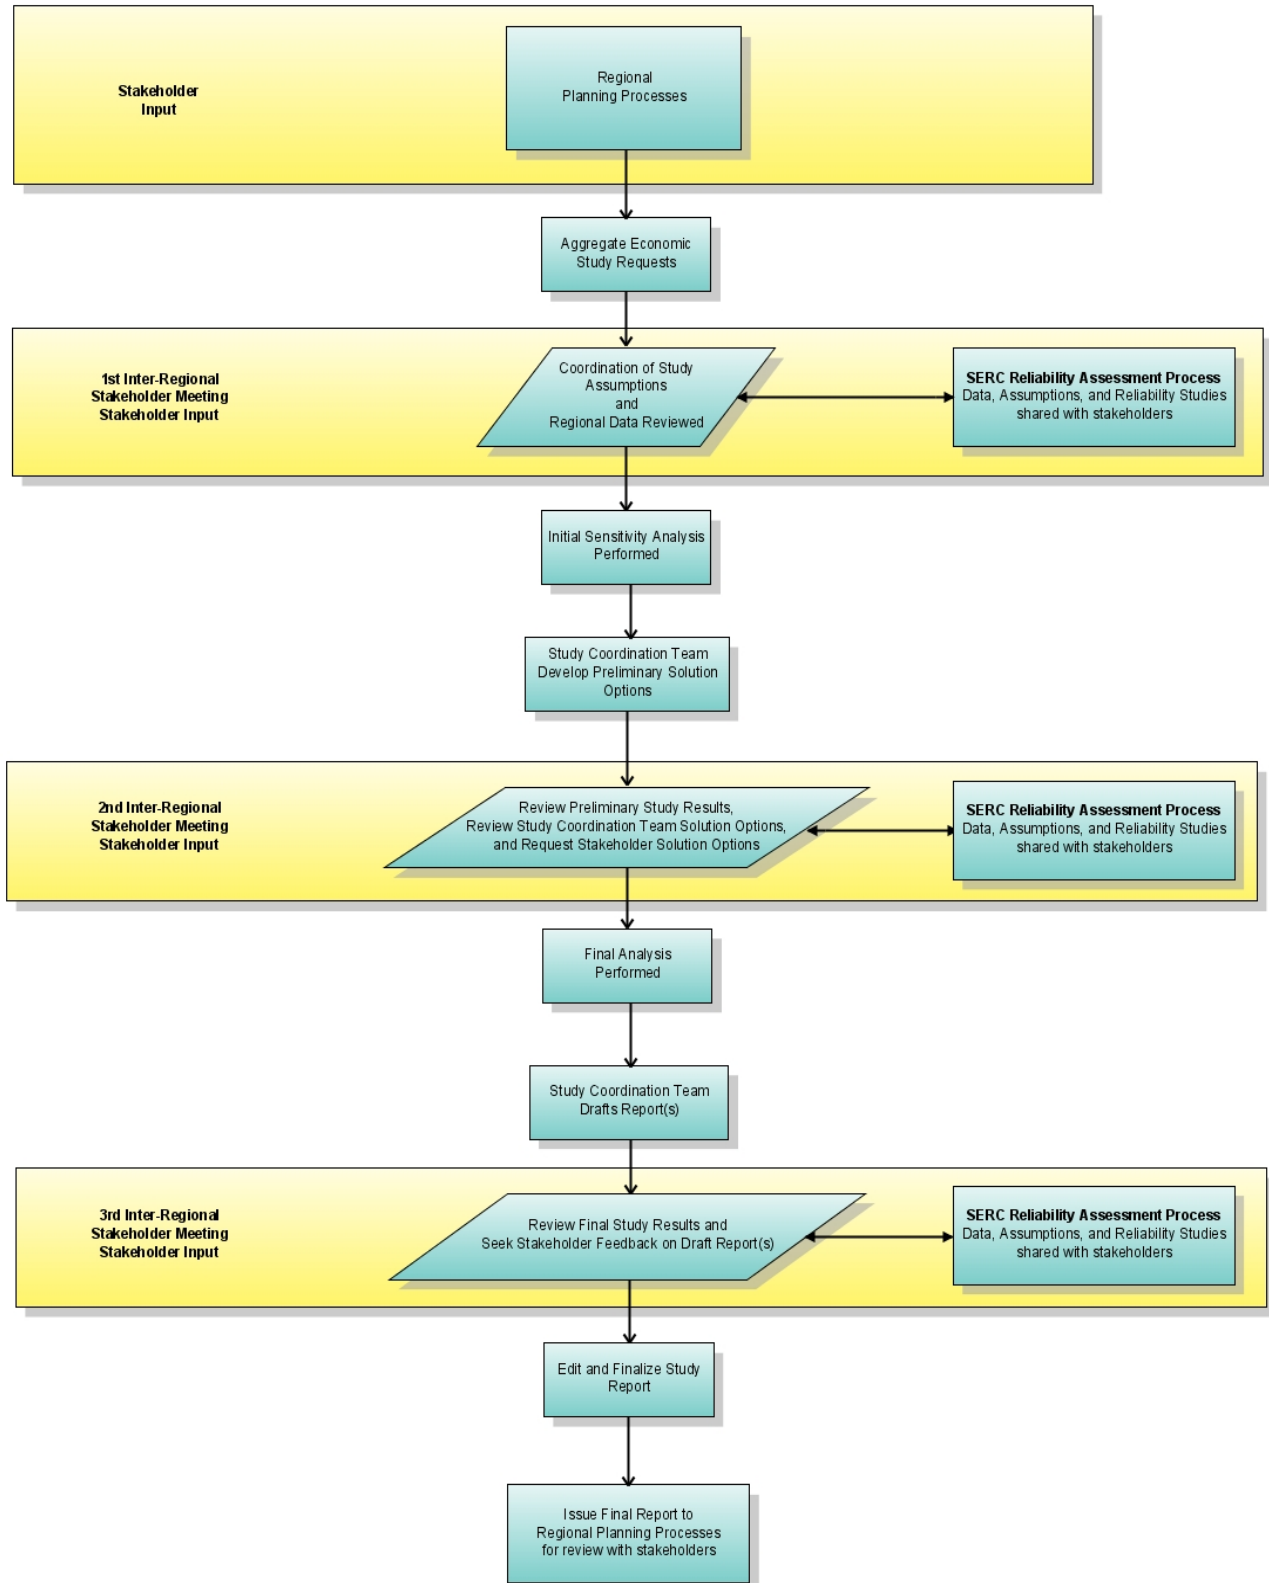 Stakeholder
Input
Regional
Planning Processes
Aggregate Economic
Study Requests
1st Inter-Regional
Stakeholder Meeting
Stakeholder Input
Coordination of Study
Assumptions
and
Regional Data Reviewed
SERC Reliability Assessment Process
Data, Assumptions, and Reliability Studies
shared with stakeholders
Initial Sensitivity Analysis
Performed
Study Coordination Team
Develop Preliminary Solution
Options
2nd Inter-Regional
Stakeholder Meeting
Stakeholder Input
Review Preliminary Study Results,
Review Study Coordination Team Solution Options,
and Request Stakeholder Solution Options
SERC Reliability Assessment Process
Data, Assumptions, and Reliability Studies
shared with stakeholders
Final Analysis
Performed
Study Coordination Team
Drafts Report(s)
3rd Inter-Regional
Stakeholder Meeting
Stakeholder Input
Review Final Study Results and
Seek Stakeholder Feedback on Draft Report(s)
SERC Reliability Assessment Process
Data, Assumptions, and Reliability Studies
shared with stakeholders
Edit and Finalize Study
Report
Issue Final Report to
Regional Planning Processes
for review with stakeholders